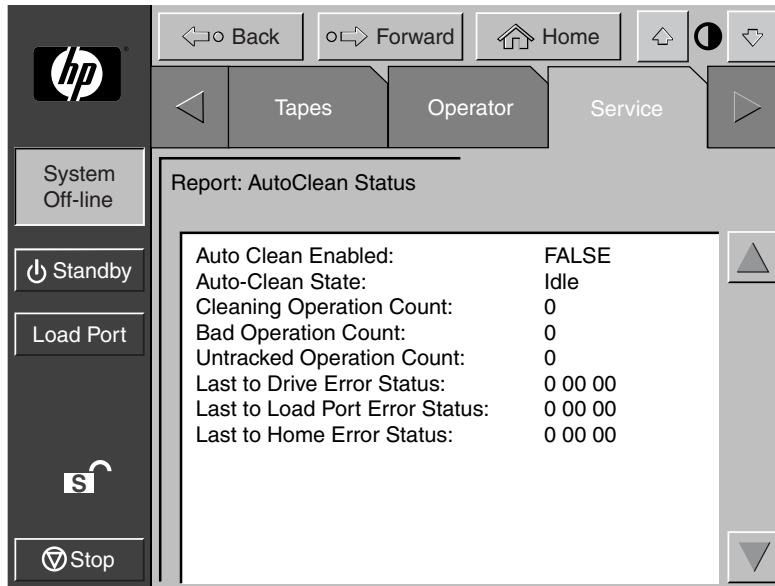 hp
Back
Forward
Home
Tapes
Operator
Service
System
Off-line
Standby
Load Port
S
Stop
Report: AutoClean Status
Auto Clean Enabled: FALSE
Auto-Clean State: Idle
Cleaning Operation Count: 0
Bad Operation Count: 0
Untracked Operation Count: 0
Last to Drive Error Status: 0 00 00
Last to Load Port Error Status: 0 00 00
Last to Home Error Status: 0 00 00